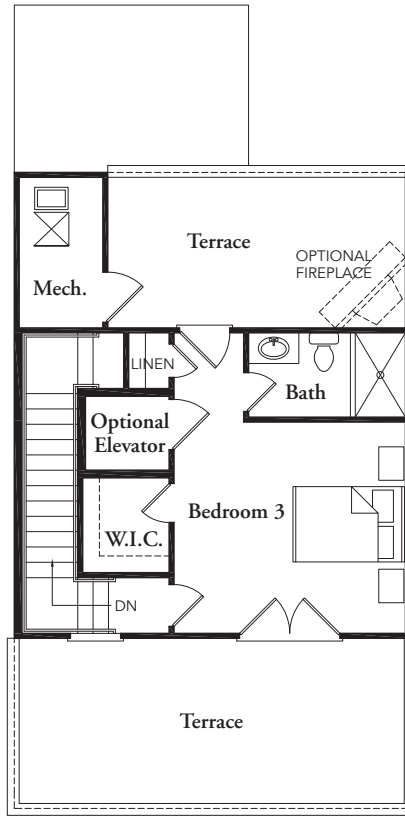 Terrace
OPTIONAL
FIREPLACE
Mech.
LINEN
Bath
Optional
Elevator
Bedroom 3
W.I.C.
DN
Terrace